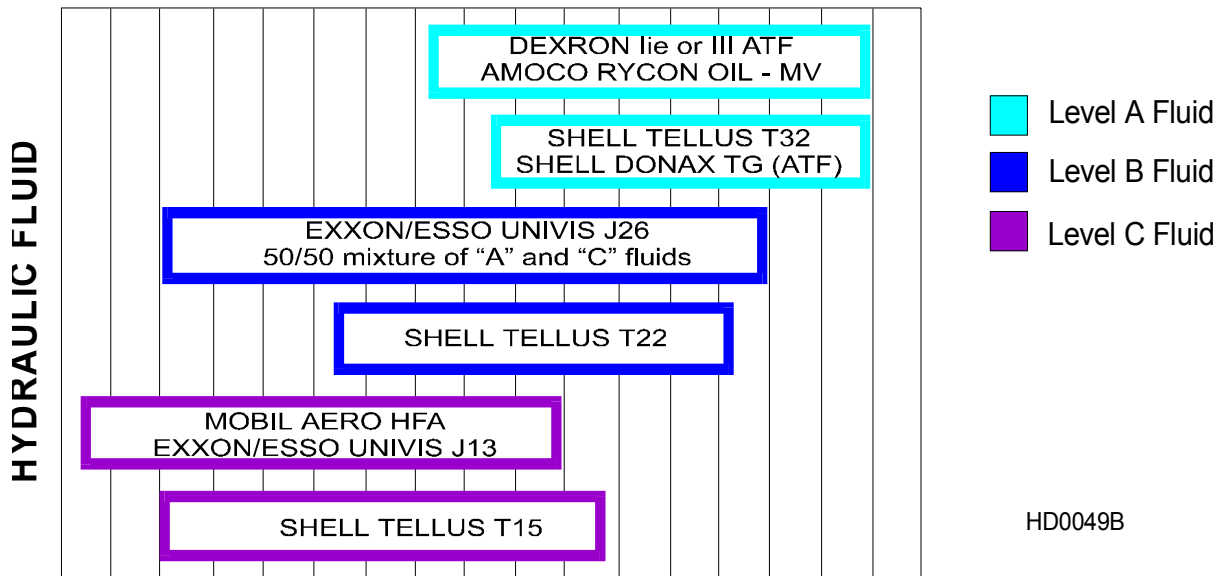 HYDRAULIC FLUID
DEXRON Iie or III ATF
AMOCO RYCON OIL - MV
SHELL TELLUS T32
SHELL DONAX TG (ATF)
EXXON/ESSO UNIVIS J26
50/50 mixture of “A” and “C” fluids
SHELL TELLUS T22
MOBIL AERO HFA
EXXON/ESSO UNIVIS J13
SHELL TELLUS T15
Level A Fluid
Level B Fluid
Level C Fluid
HD0049B